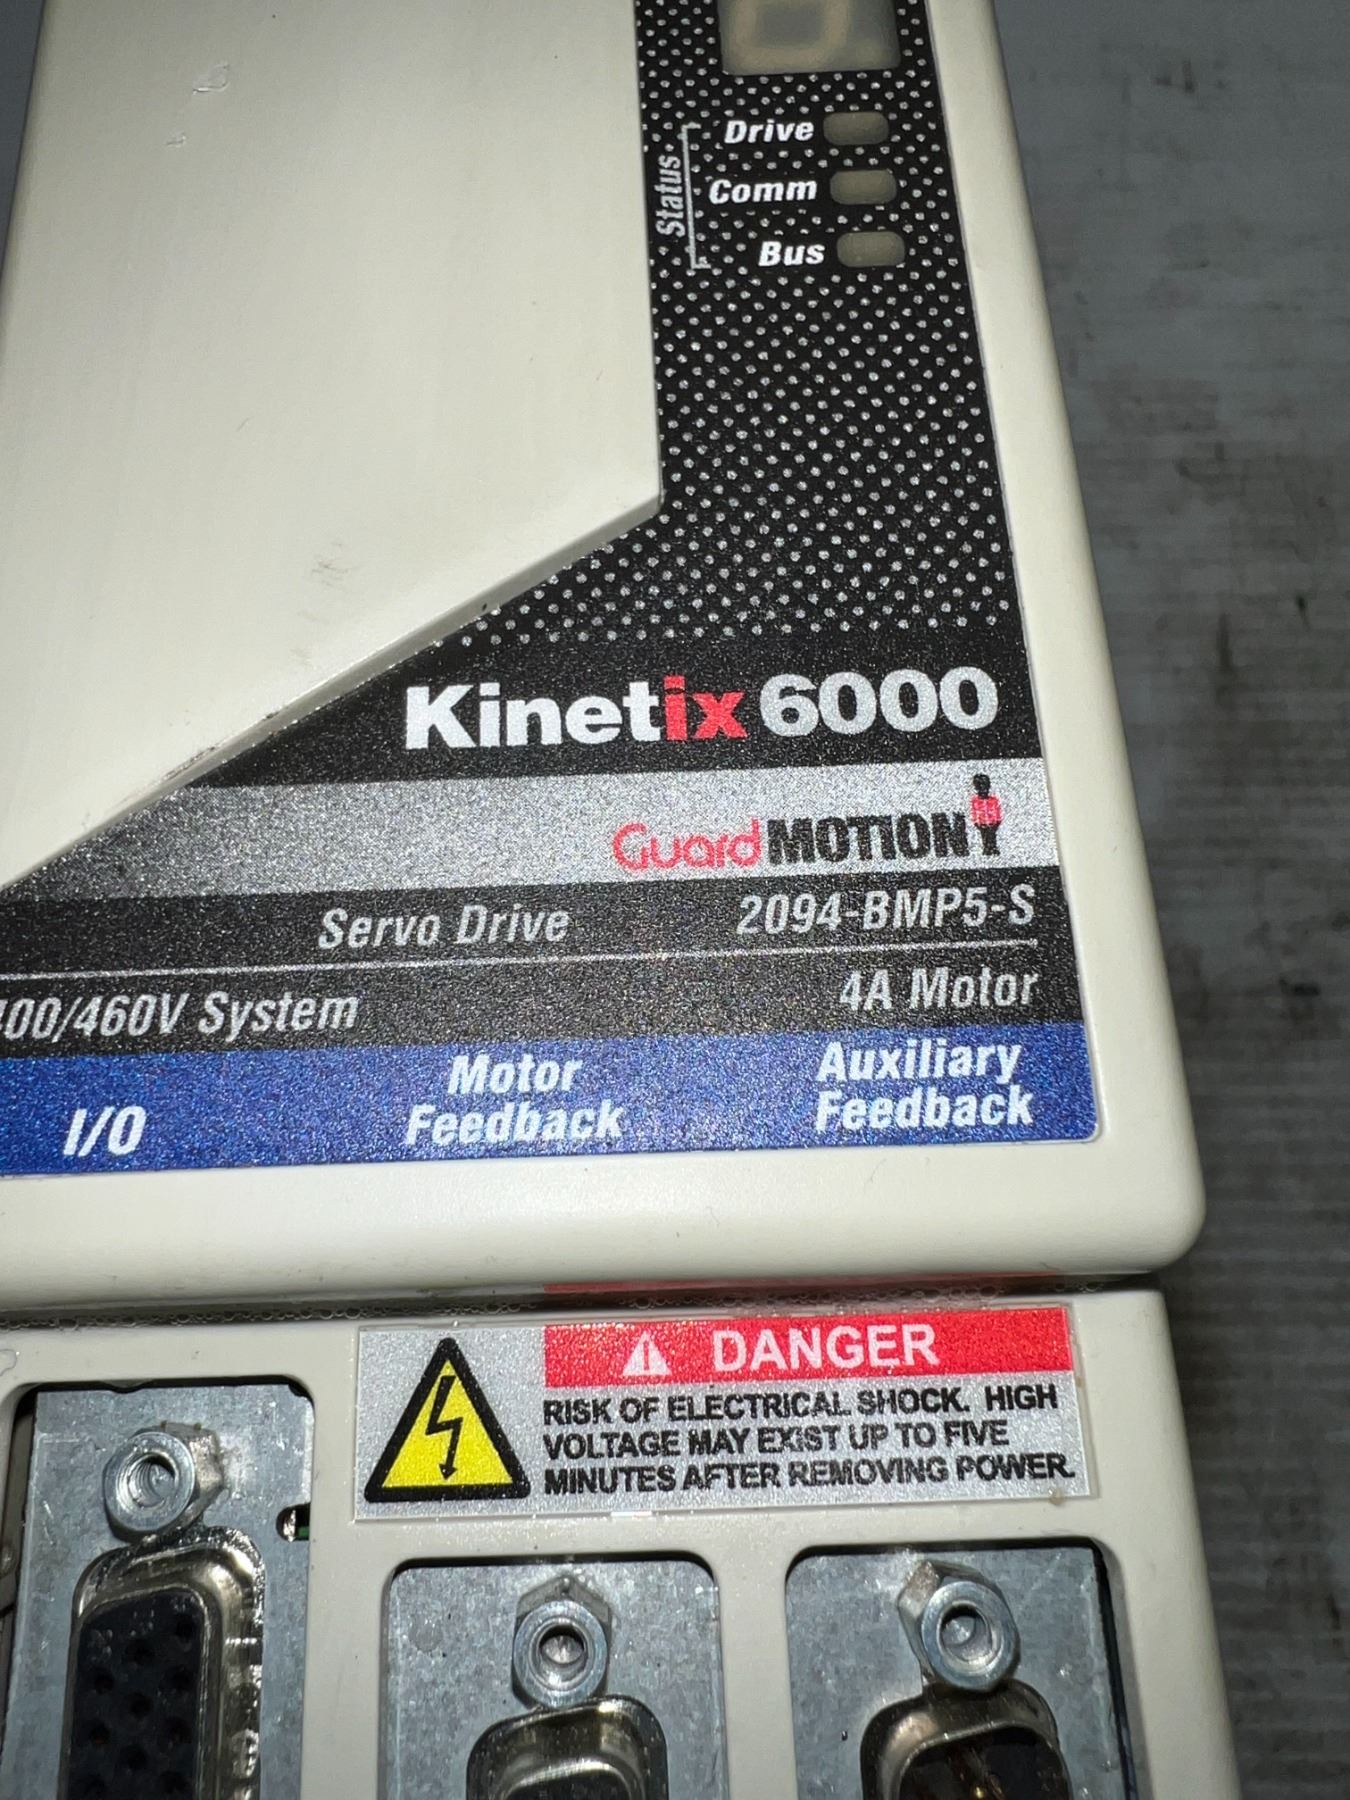 Status
Drive
Comm
Bus
Kinetix 6000
GuardMOTION
Servo Drive 2094-BMP5-S
400/460V System 4A Motor
I/O
Motor
Feedback
Auxiliary
Feedback
DANGER
RISK OF ELECTRICAL SHOCK. HIGH
VOLTAGE MAY EXIST UP TO FIVE
MINUTES AFTER REMOVING POWER.